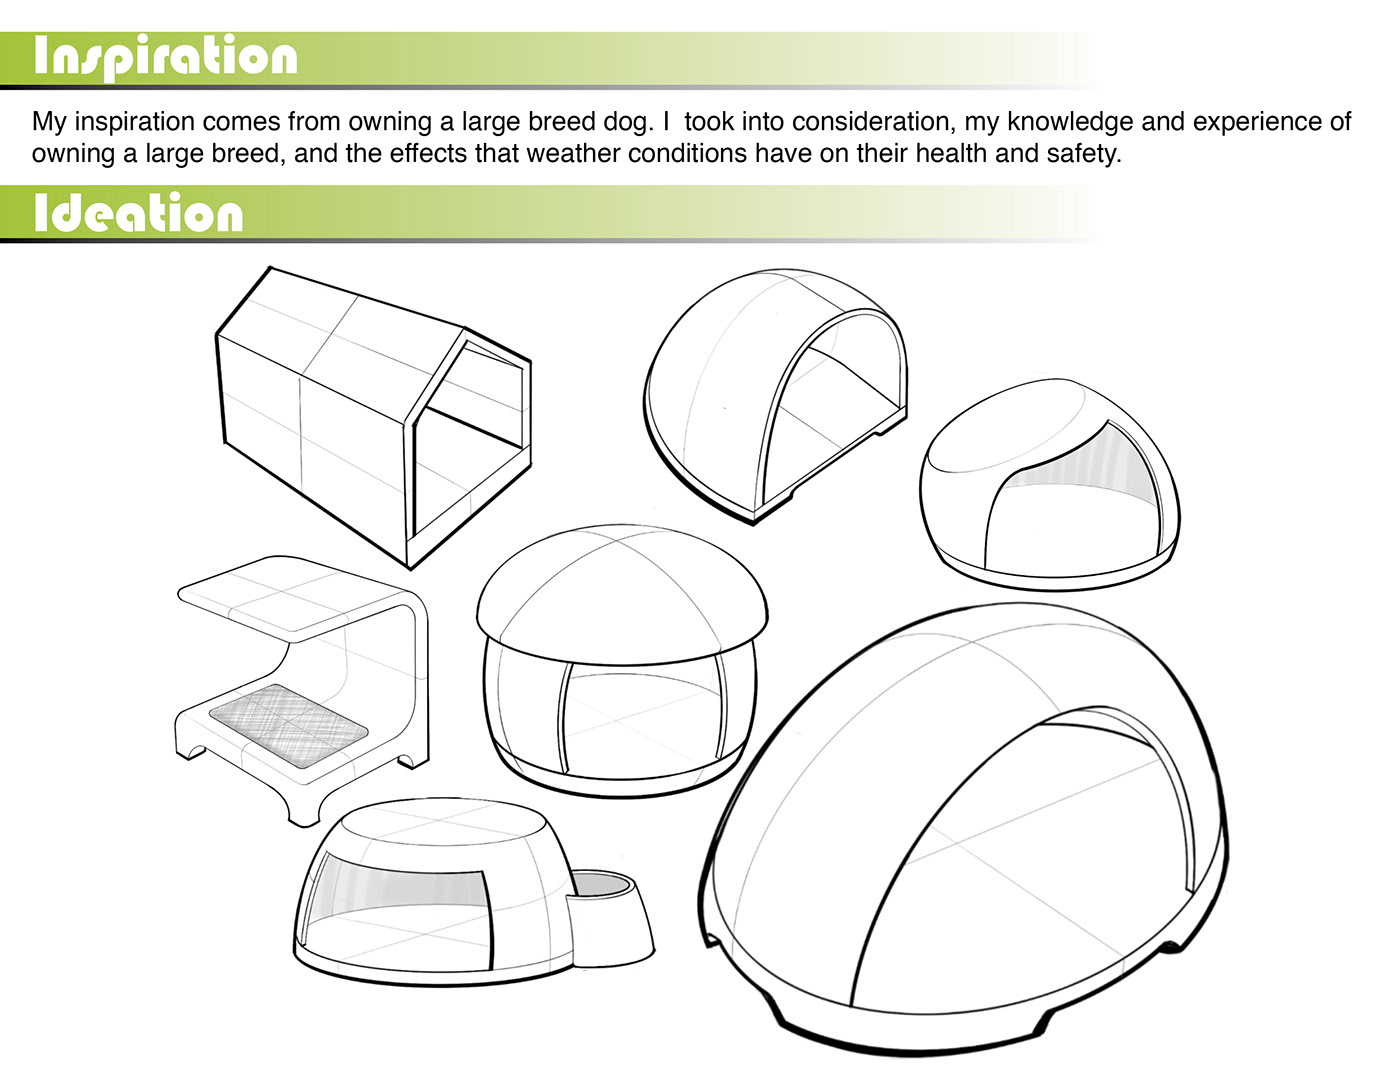 Inspiration
My inspiration comes from owning a large breed dog. I  took into consideration, my knowledge and experience of
owning a large breed, and the effects that weather conditions have on their health and safety.
Ideation